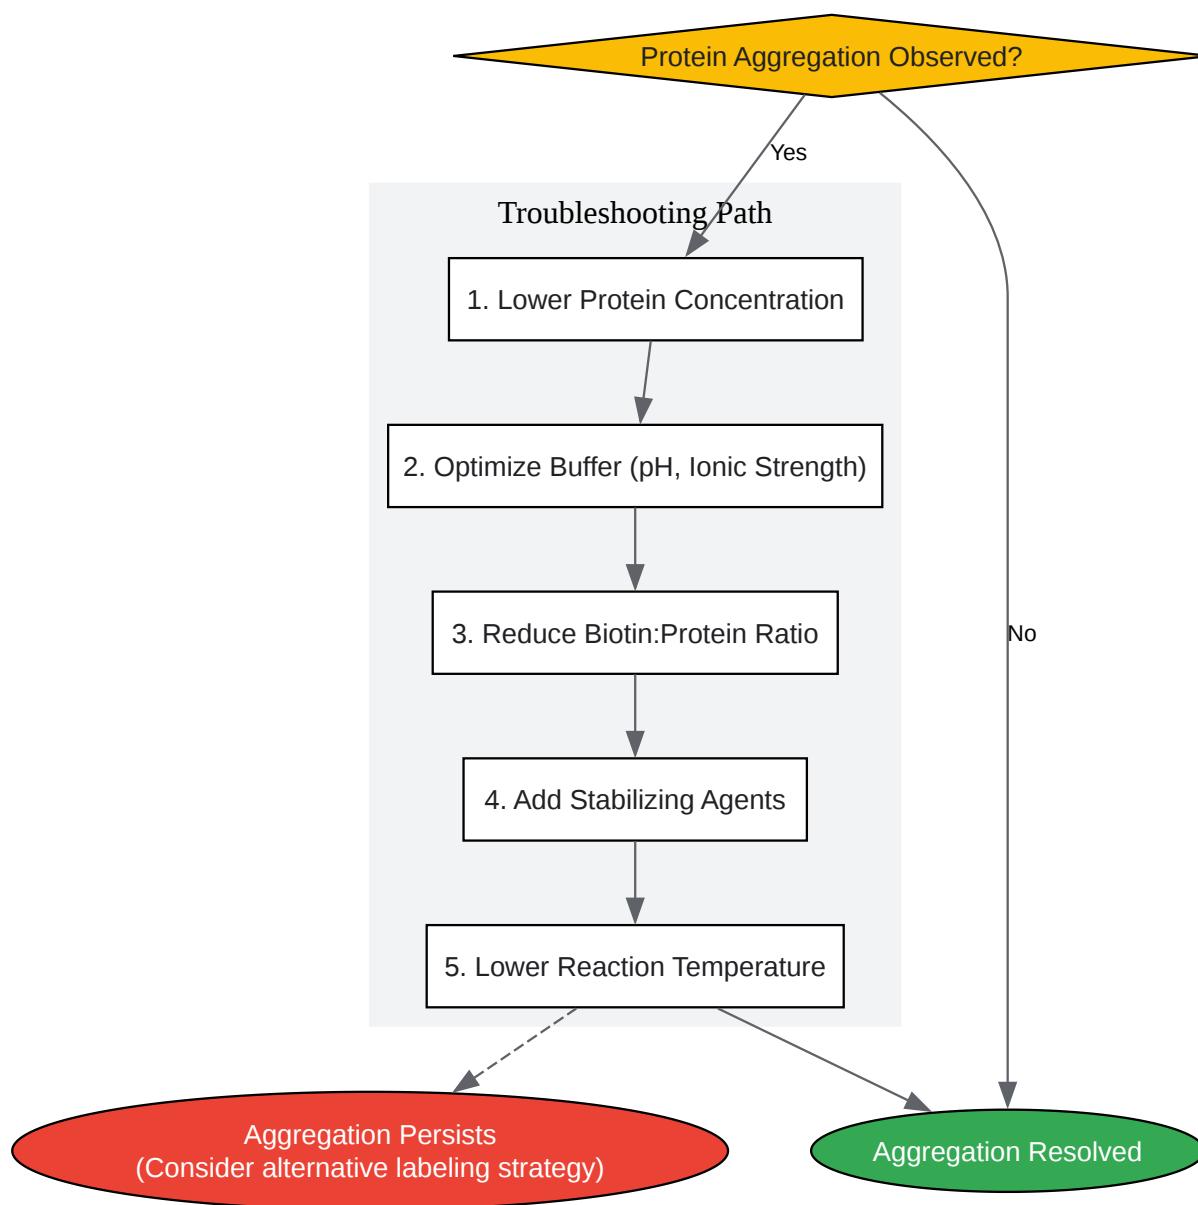 Protein Aggregation Observed?
Yes
Troubleshooting Path
1. Lower Protein Concentration
2. Optimize Buffer (pH, Ionic Strength)
3. Reduce Biotin:Protein Ratio
No
4. Add Stabilizing Agents
5. Lower Reaction Temperature
Aggregation Persists
(Consider alternative labeling strategy)
Aggregation Resolved